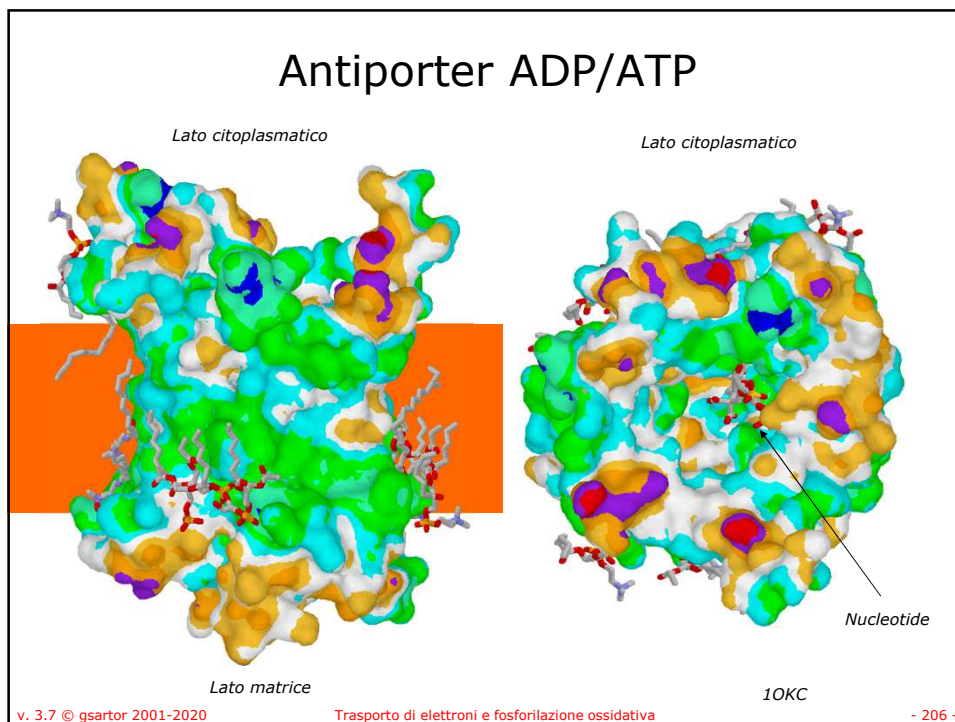 Antiporter ADP/ATP
Lato citoplasmatico
Lato citoplasmatico
Nucleotide
Lato matrice
1OKC
v. 3.7 © gsartor 2001-2020
Trasporto di elettroni e fosforilazione ossidativa
- 206 -